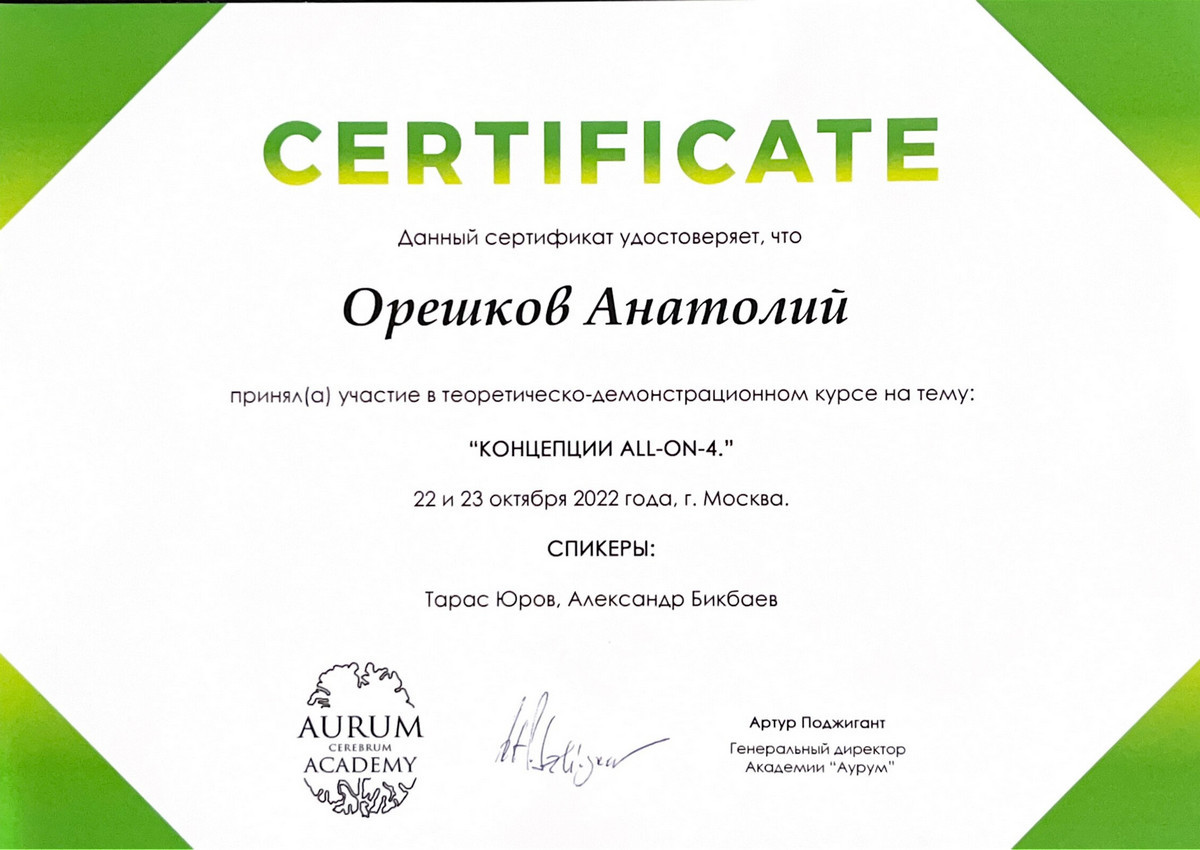 CERTIFICATE
Данный сертификат удостоверяет, что
Орешков Анатолий
принял(а) участие в теоретическо-демонстрационном курсе на тему:
“КОНЦЕПЦИИ ALL-ON-4.”
22 и 23 октября 2022 года, г. Москва.
СПИКЕРЫ:
Тарас Юров, Александр Бикбаев
AURUM
CEREBRUM
ACADEMY
Артур Поджигант
Генеральный директор
Академии “Аурум”